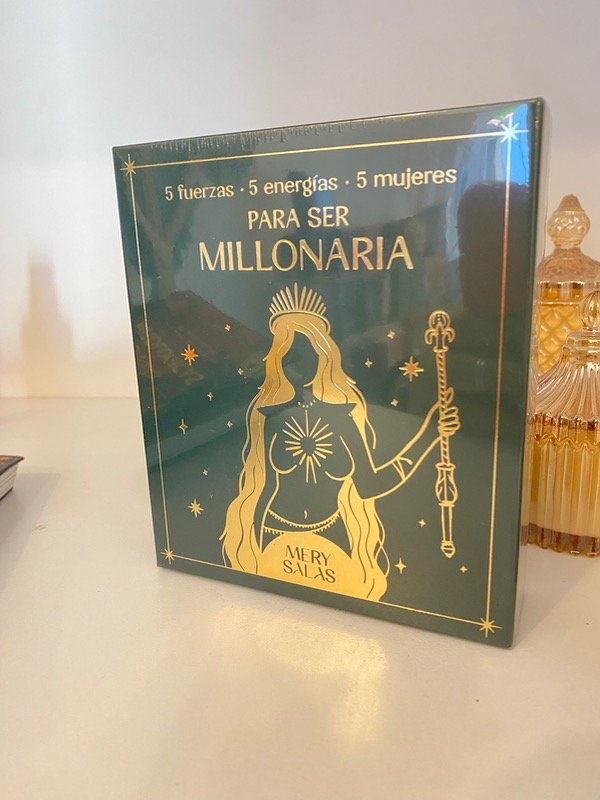 5 fuerzas · 5 energías · 5 mujeres
PARA SER
MILLONARIA
MERY
SALAS